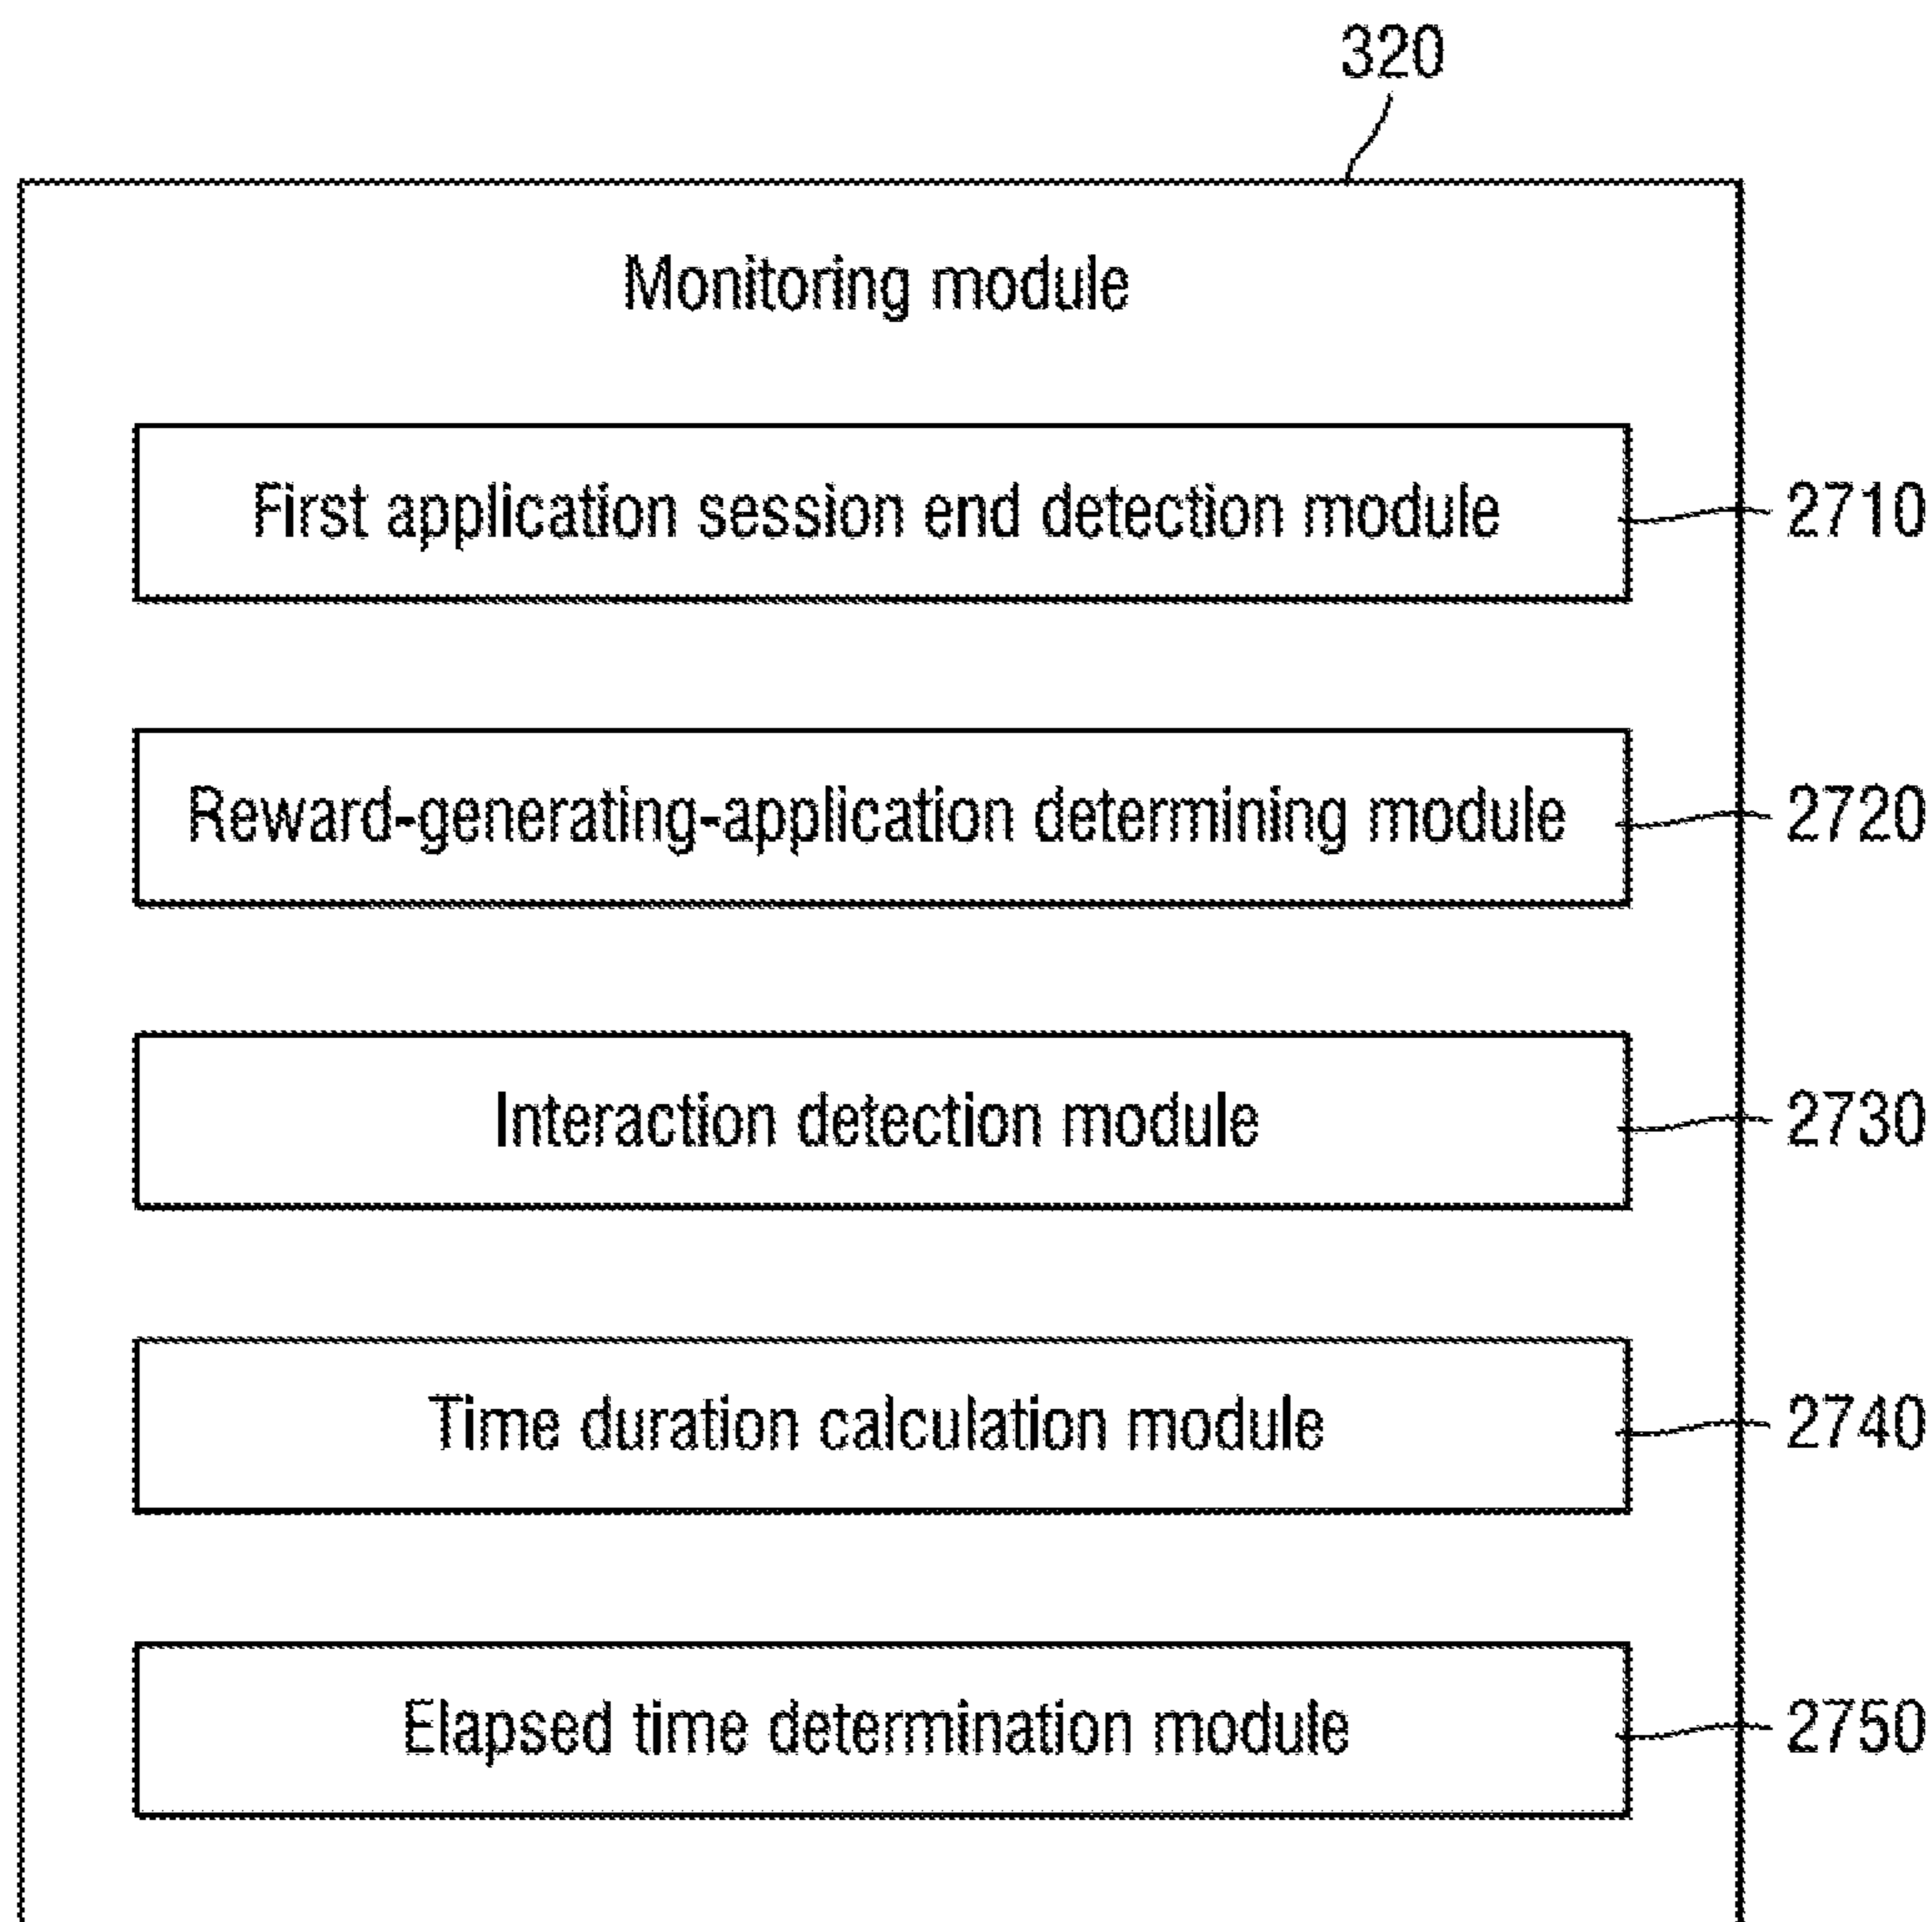 320
Monitoring module
First application session end detection module 2710
Reward-generating-application determining module 2720
Interaction detection module 2730
Time duration calculation module 2740
Elapsed time determination module 2750